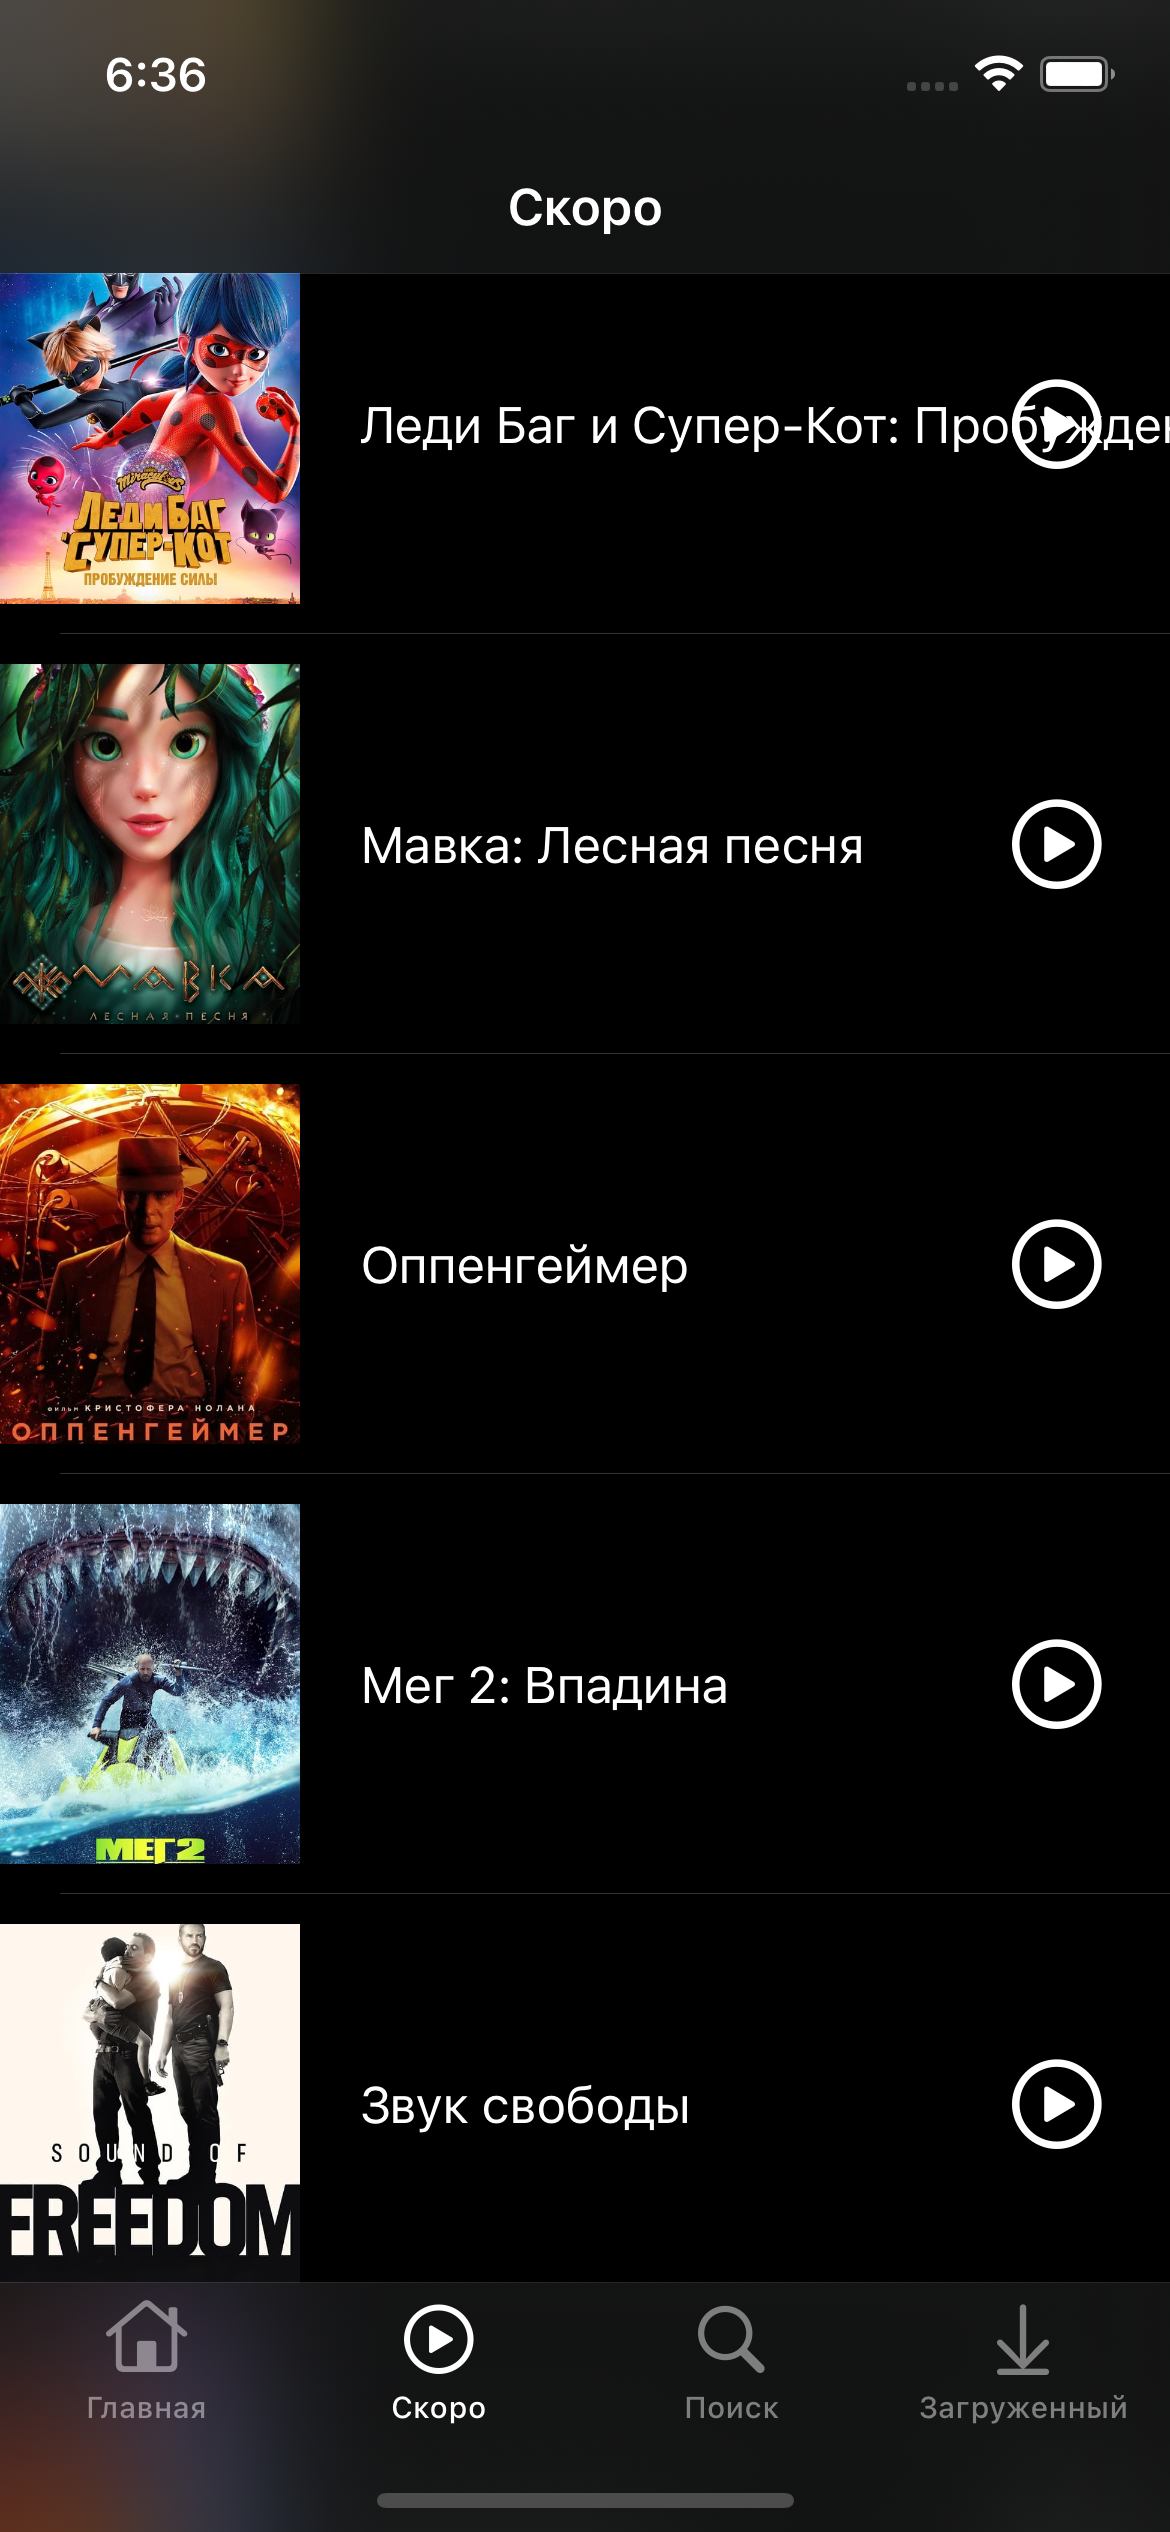 6:36
Скоро
Miraculous
ЛЕДИ БАГ
И СУПЕР-КОТ
ПРОБУЖДЕНИЕ СИЛЫ
Леди Баг и Супер-Кот: Пробужден
МАВКА
ЛЕСНАЯ ПЕСНЯ
Мавка: Лесная песня
ФИЛЬМ КРИСТОФЕРА НОЛАНА
ОППЕНГЕЙМЕР
Оппенгеймер
МЕГ 2
Мег 2: Впадина
SOUND OF
FREEDOM
Звук свободы
Главная
Скоро
Поиск
Загруженный